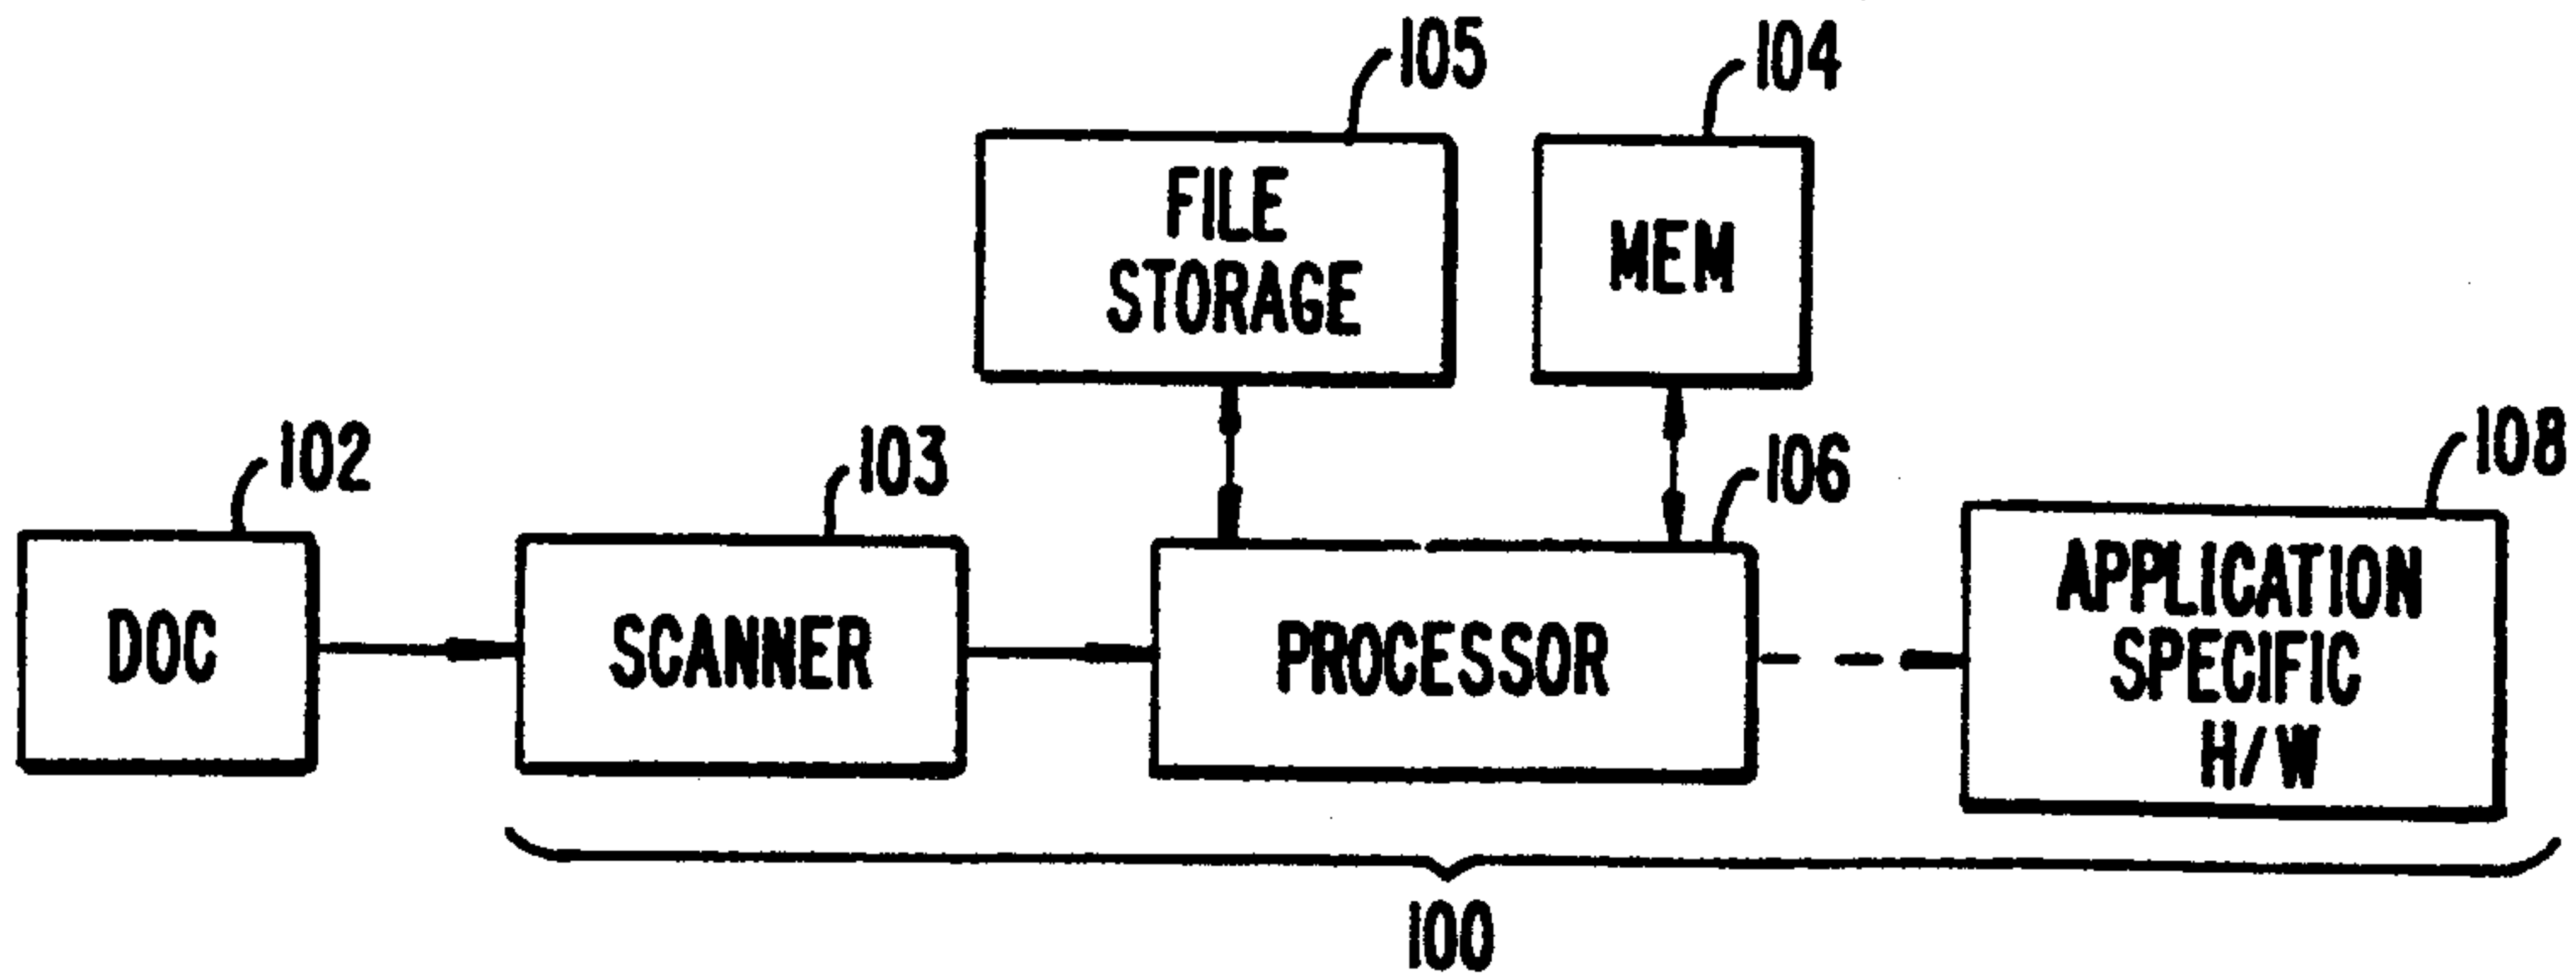 105
104
FILE
STORAGE
MEM
102
103
106
108
DOC
SCANNER
PROCESSOR
APPLICATION
SPECIFIC
H/W
100